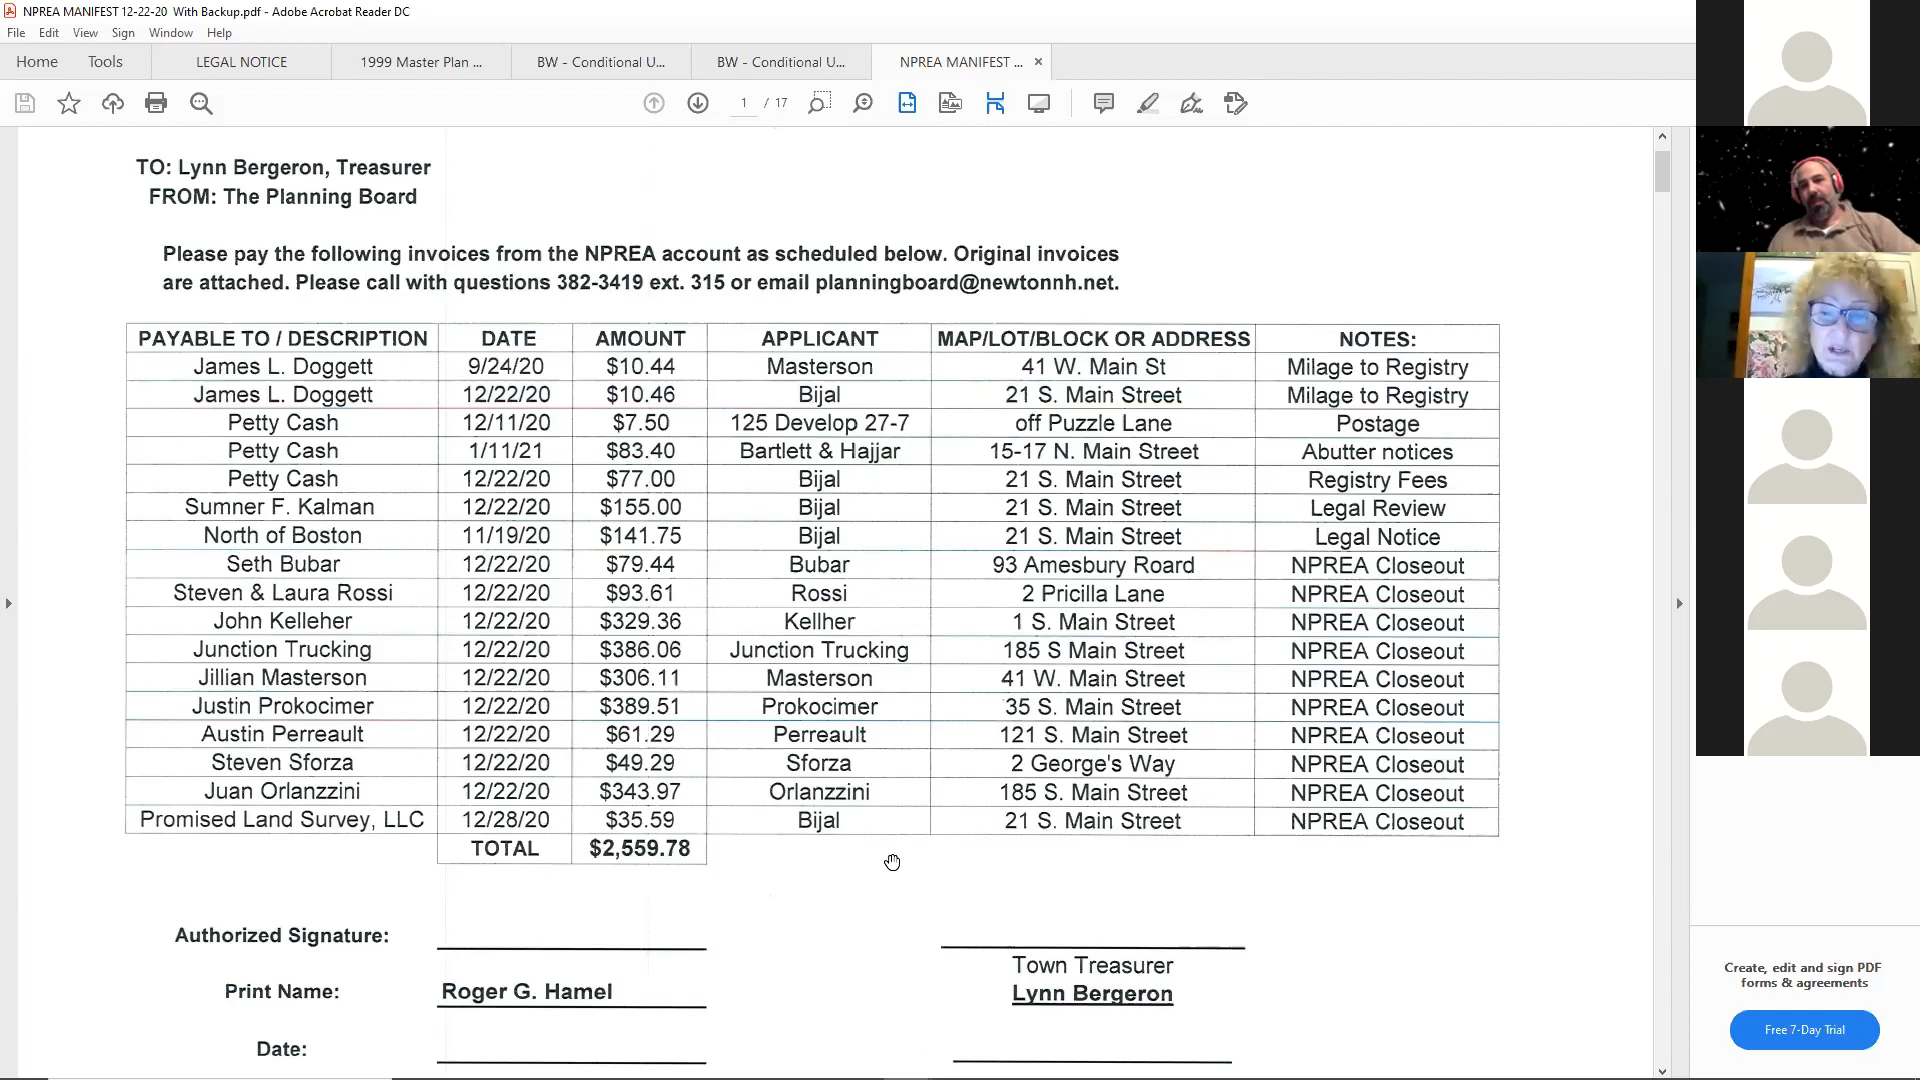 NPREA MANIFEST 12-22-20 With Backup.pdf - Adobe Acrobat Reader DC
File Edit View Sign Window Help
Home Tools LEGAL NOTICE 1999 Master Plan ... BW - Conditional U... BW - Conditional U... NPREA MANIFEST ... ×
1 / 17
TO: Lynn Bergeron, Treasurer
FROM: The Planning Board
Please pay the following invoices from the NPREA account as scheduled below. Original invoices
are attached. Please call with questions 382-3419 ext. 315 or email planningboard@newtonnh.net.
PAYABLE TO / DESCRIPTION DATE AMOUNT APPLICANT MAP/LOT/BLOCK OR ADDRESS NOTES:
James L. Doggett 9/24/20 $10.44 Masterson 41 W. Main St Milage to Registry
James L. Doggett 12/22/20 $10.46 Bijal 21 S. Main Street Milage to Registry
Petty Cash 12/11/20 $7.50 125 Develop 27-7 off Puzzle Lane Postage
Petty Cash 1/11/21 $83.40 Bartlett & Hajjar 15-17 N. Main Street Abutter notices
Petty Cash 12/22/20 $77.00 Bijal 21 S. Main Street Registry Fees
Sumner F. Kalman 12/22/20 $155.00 Bijal 21 S. Main Street Legal Review
North of Boston 11/19/20 $141.75 Bijal 21 S. Main Street Legal Notice
Seth Bubar 12/22/20 $79.44 Bubar 93 Amesbury Roard NPREA Closeout
Steven & Laura Rossi 12/22/20 $93.61 Rossi 2 Pricilla Lane NPREA Closeout
John Kelleher 12/22/20 $329.36 Kellher 1 S. Main Street NPREA Closeout
Junction Trucking 12/22/20 $386.06 Junction Trucking 185 S Main Street NPREA Closeout
Jillian Masterson 12/22/20 $306.11 Masterson 41 W. Main Street NPREA Closeout
Justin Prokocimer 12/22/20 $389.51 Prokocimer 35 S. Main Street NPREA Closeout
Austin Perreault 12/22/20 $61.29 Perreault 121 S. Main Street NPREA Closeout
Steven Sforza 12/22/20 $49.29 Sforza 2 George's Way NPREA Closeout
Juan Orlanzzini 12/22/20 $343.97 Orlanzzini 185 S. Main Street NPREA Closeout
Promised Land Survey, LLC 12/28/20 $35.59 Bijal 21 S. Main Street NPREA Closeout
TOTAL $2,559.78
Authorized Signature:
Town Treasurer
Print Name: Roger G. Hamel Lynn Bergeron
Date:
Create, edit and sign PDF
forms & agreements
Free 7-Day Trial